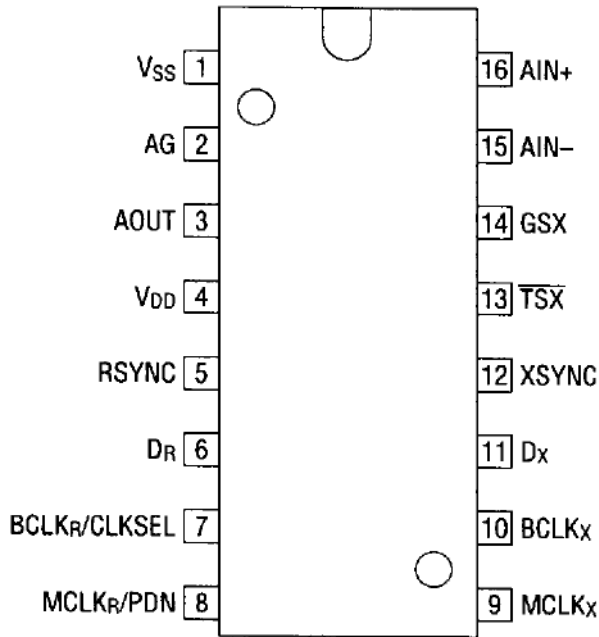 VSS 1 16 AIN+
AG 2 15 AIN–
AOUT 3 14 GSX
VDD 4 13 T̅S̅X̅
RSYNC 5 12 XSYNC
DR 6 11 DX
BCLKR/CLKSEL 7 10 BCLKX
MCLKR/PDN 8 9 MCLKX